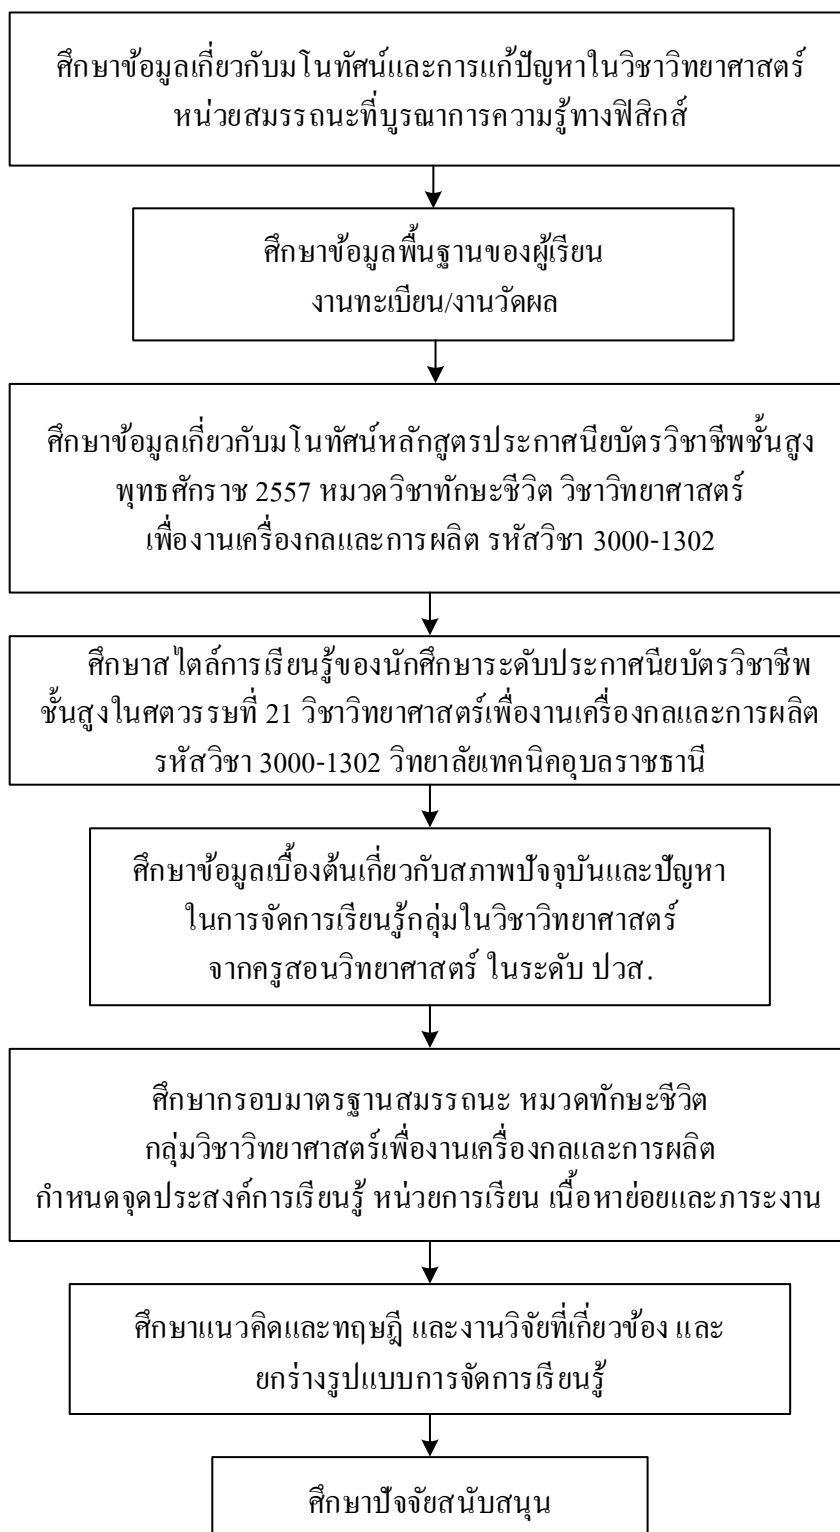 ศึกษาข้อมูลเกี่ยวกับมโนทัศน์และการแก้ปัญหาในวิชาวิทยาศาสตร์
หน่วยสมรรถนะที่บูรณาการความรู้ทางฟิสิกส์
ศึกษาข้อมูลพื้นฐานของผู้เรียน
งานทะเบียน/งานวัดผล
ศึกษาข้อมูลเกี่ยวกับมโนทัศน์หลักสูตรประกาศนียบัตรวิชาชีพชั้นสูง
พุทธศักราช 2557 หมวดวิชาทักษะชีวิต วิชาวิทยาศาสตร์
เพื่องานเครื่องกลและการผลิต รหัสวิชา 3000-1302
ศึกษาสไตล์การเรียนรู้ของนักศึกษาระดับประกาศนียบัตรวิชาชีพ
ชั้นสูงในศตวรรษที่ 21 วิชาวิทยาศาสตร์เพื่องานเครื่องกลและการผลิต
รหัสวิชา 3000-1302 วิทยาลัยเทคนิคอุบลราชธานี
ศึกษาข้อมูลเบื้องต้นเกี่ยวกับสภาพปัจจุบันและปัญหา
ในการจัดการเรียนรู้กลุ่มในวิชาวิทยาศาสตร์
จากครูสอนวิทยาศาสตร์ ในระดับ ปวส.
ศึกษากรอบมาตรฐานสมรรถนะ หมวดทักษะชีวิต
กลุ่มวิชาวิทยาศาสตร์เพื่องานเครื่องกลและการผลิต
กำหนดจุดประสงค์การเรียนรู้ หน่วยการเรียน เนื้อหาย่อยและภาระงาน
ศึกษาแนวคิดและทฤษฎี และงานวิจัยที่เกี่ยวข้อง และ
ยกร่างรูปแบบการจัดการเรียนรู้
ศึกษาปัจจัยสนับสนุน